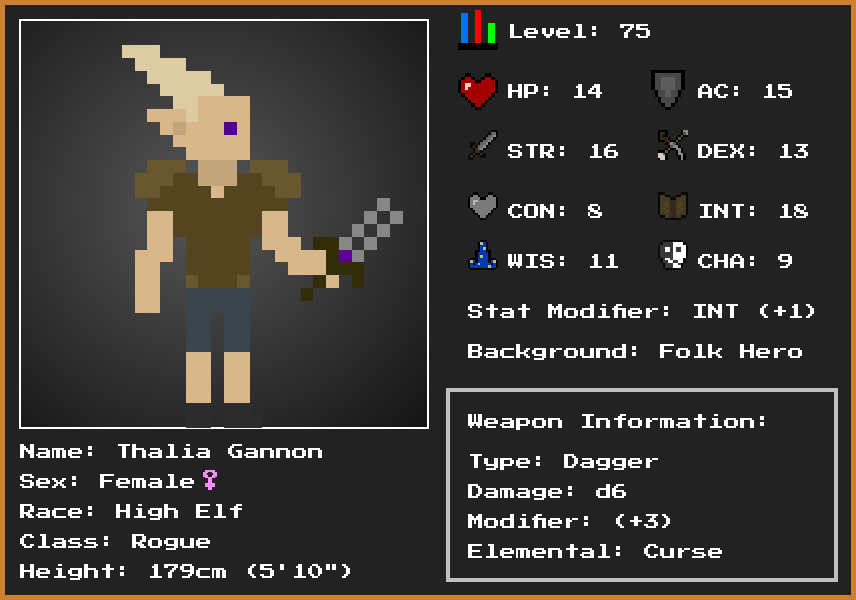 Level: 75
HP: 14 AC: 15
STR: 16 DEX: 13
CON: 8 INT: 18
WIS: 11 CHA: 9
Stat Modifier: INT (+1)
Background: Folk Hero
Weapon Information:
Type: Dagger
Damage: d6
Modifier: (+3)
Elemental: Curse
Name: Thalia Gannon
Sex: Female♀
Race: High Elf
Class: Rogue
Height: 179cm (5'10")